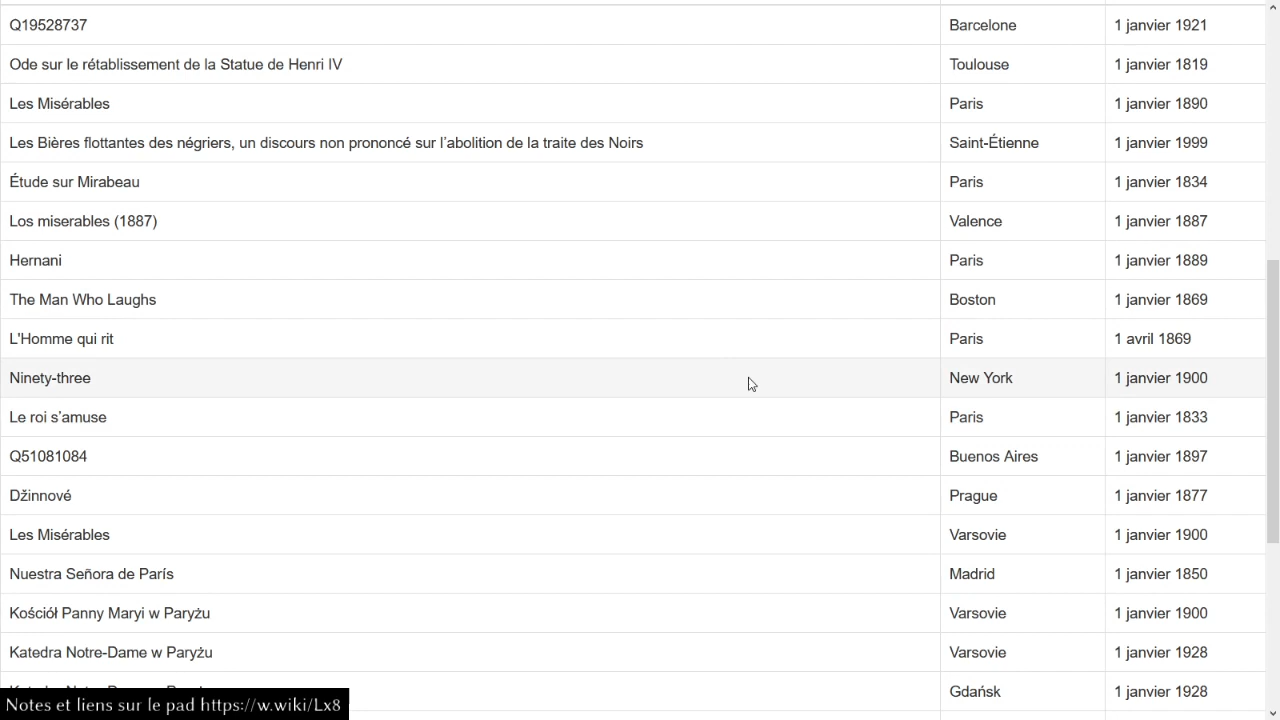 Q19528737 Barcelone 1 janvier 1921
Ode sur le rétablissement de la Statue de Henri IV Toulouse 1 janvier 1819
Les Misérables Paris 1 janvier 1890
Les Bières flottantes des négriers, un discours non prononcé sur l’abolition de la traite des Noirs Saint-Étienne 1 janvier 1999
Étude sur Mirabeau Paris 1 janvier 1834
Los miserables (1887) Valence 1 janvier 1887
Hernani Paris 1 janvier 1889
The Man Who Laughs Boston 1 janvier 1869
L'Homme qui rit Paris 1 avril 1869
Ninety-three New York 1 janvier 1900
Le roi s’amuse Paris 1 janvier 1833
Q51081084 Buenos Aires 1 janvier 1897
Džinnové Prague 1 janvier 1877
Les Misérables Varsovie 1 janvier 1900
Nuestra Señora de París Madrid 1 janvier 1850
Kościół Panny Maryi w Paryżu Varsovie 1 janvier 1900
Katedra Notre-Dame w Paryżu Varsovie 1 janvier 1928
Gdańsk 1 janvier 1928
Notes et liens sur le pad https://w.wiki/Lx8